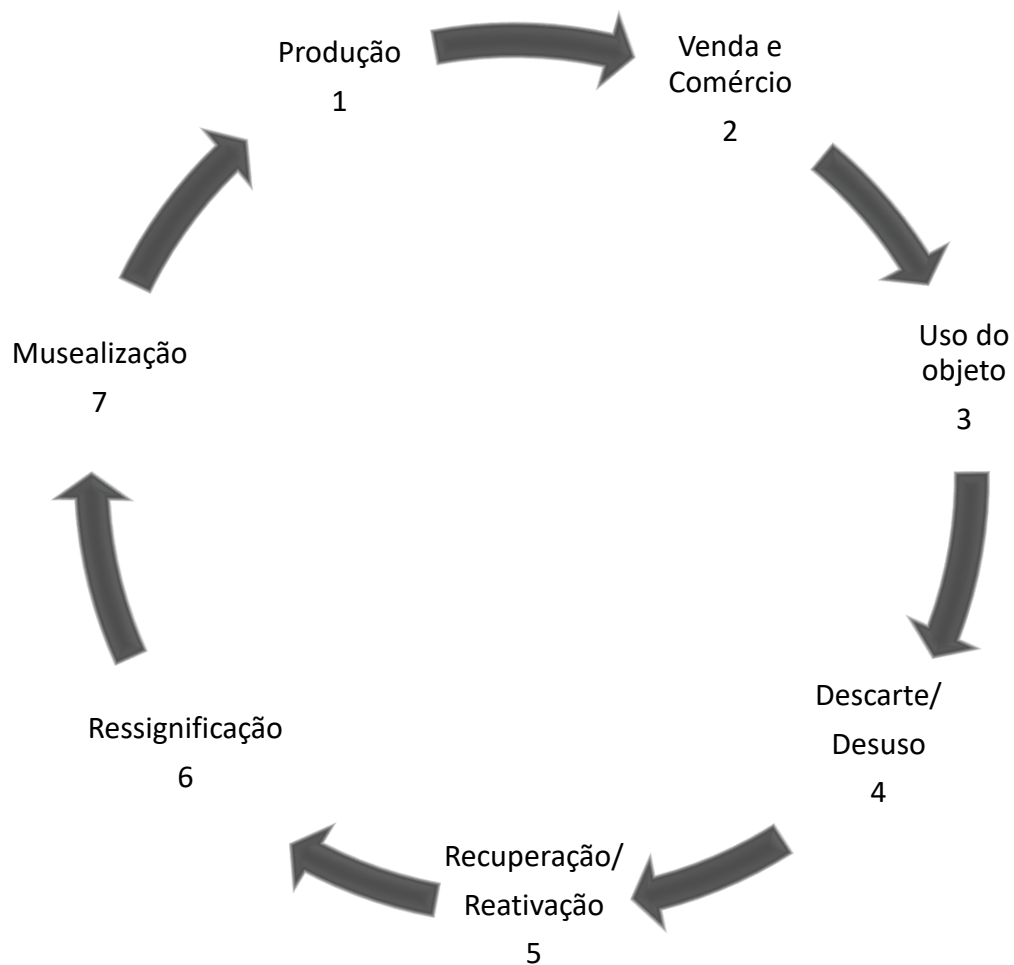 Produção
1
Venda e
Comércio
2
Uso do
objeto
3
Descarte/
Desuso
4
Recuperação/
Reativação
5
Ressignificação
6
Musealização
7